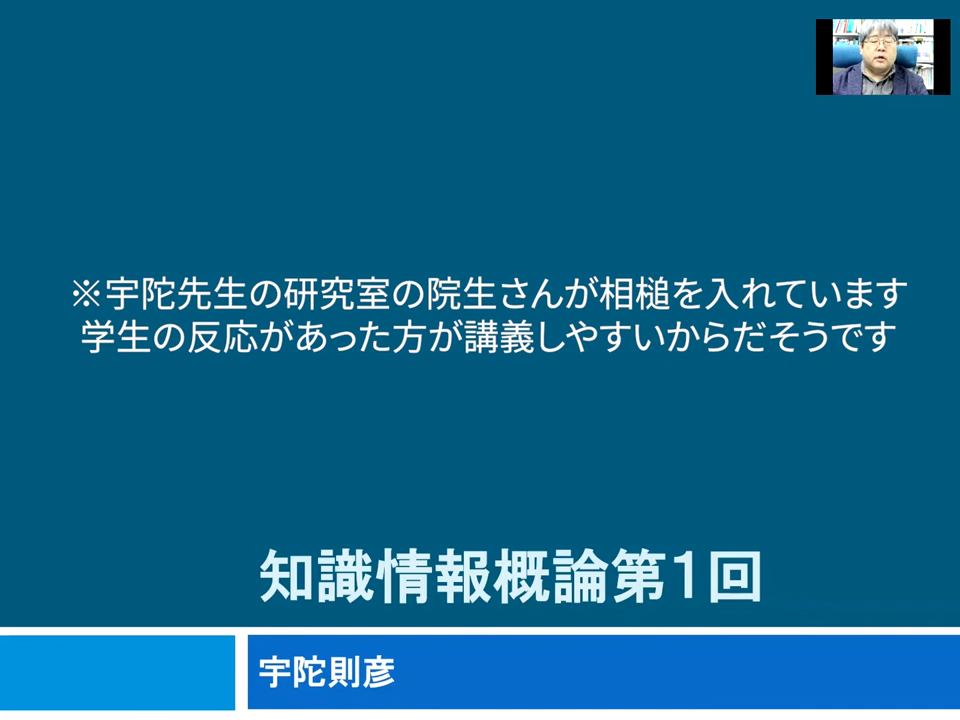 ※宇陀先生の研究室の院生さんが相槌を入れています
学生の反応があった方が講義しやすいからだそうです
知識情報概論第1回
宇陀則彦